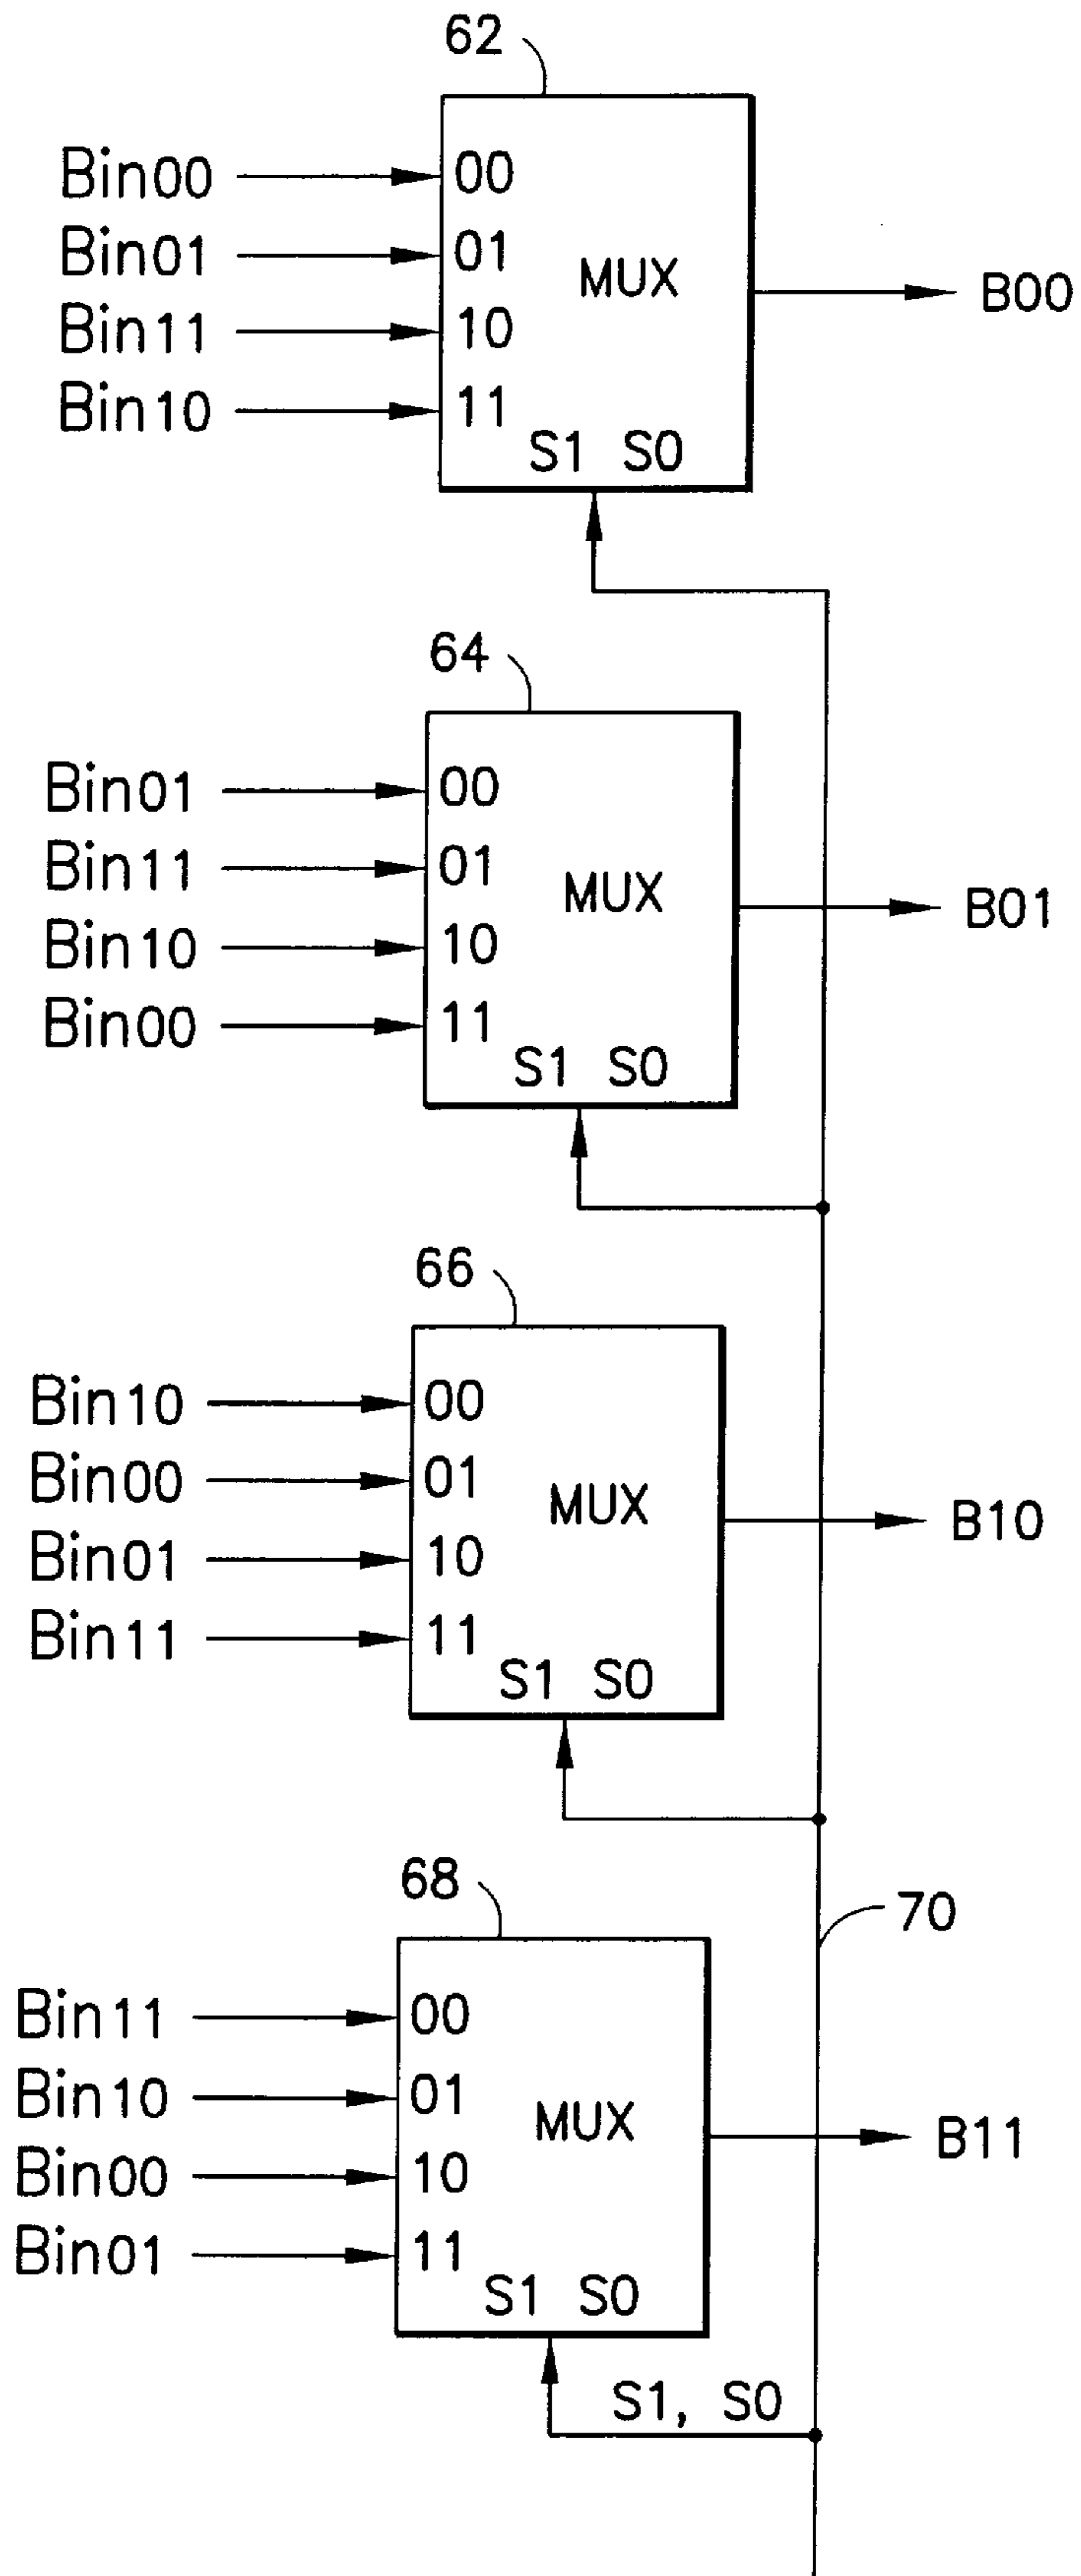 62
Bin00 00
Bin01 01
MUX
B00
Bin11 10
Bin10 11
S1 S0
64
Bin01 00
Bin11 01
MUX
B01
Bin10 10
Bin00 11
S1 S0
66
Bin10 00
Bin00 01
MUX
B10
Bin01 10
Bin11 11
S1 S0
68
70
Bin11 00
Bin10 01
MUX
B11
Bin00 10
Bin01 11
S1 S0
S1, S0